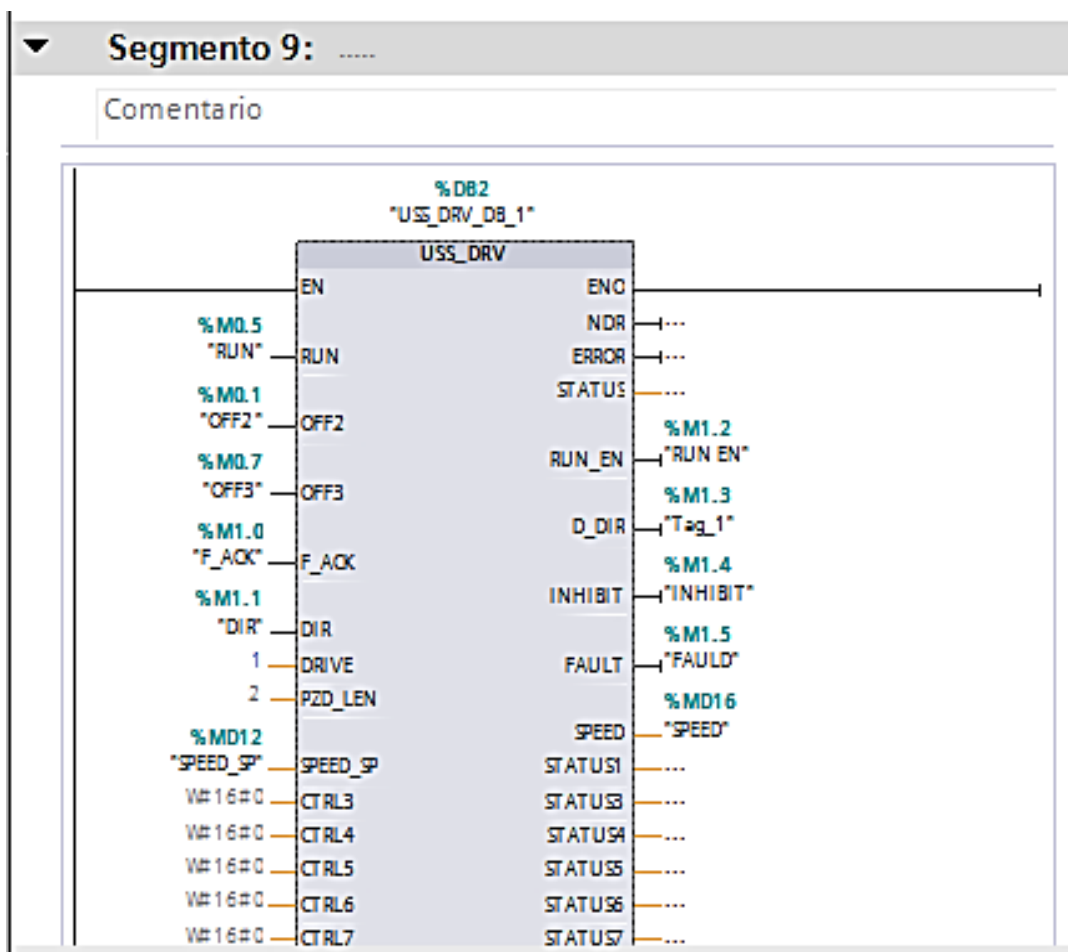 Segmento 9: .....
Comentario
%DB2
"USS_DRV_DB_1"
USS_DRV
EN ENO
%M0.5 NDR ---
"RUN" RUN ERROR ---
%M0.1 STATUS ---
"OFF2" OFF2 %M1.2
%M0.7 RUN_EN "RUN EN"
"OFF3" OFF3 %M1.3
%M1.0 D_DIR "Tag_1"
"F_ACK" F_ACK %M1.4
%M1.1 INHIBIT "INHIBIT"
"DIR" DIR %M1.5
1 DRIVE FAULT "FAULD"
2 PZD_LEN %MD16
%MD12 SPEED "SPEED"
"SPEED_SP" SPEED_SP STATUS1 ---
W#16#0 CTRL3 STATUS3 ---
W#16#0 CTRL4 STATUS4 ---
W#16#0 CTRL5 STATUS5 ---
W#16#0 CTRL6 STATUS6 ---
W#16#0 CTRL7 STATUS7 ---